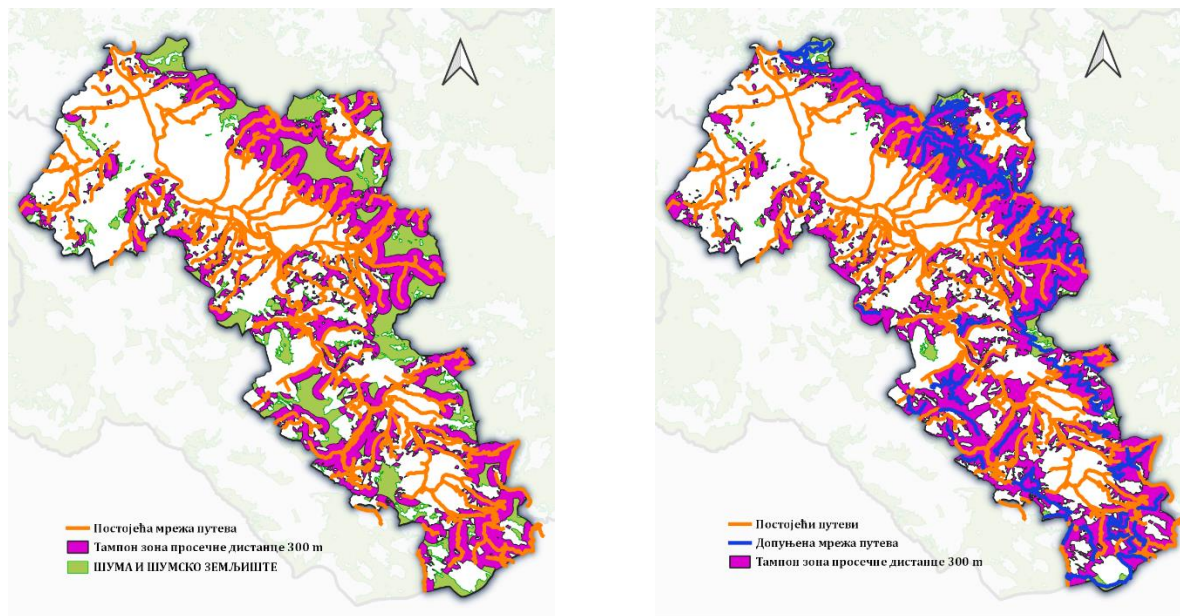 Постојећа мрежа путева
Тампон зона просечне дистанце 300 m
ШУМА И ШУМСКО ЗЕМЉИШТЕ
Постојећи путеви
Допуњена мрежа путева
Тампон зона просечне дистанце 300 m